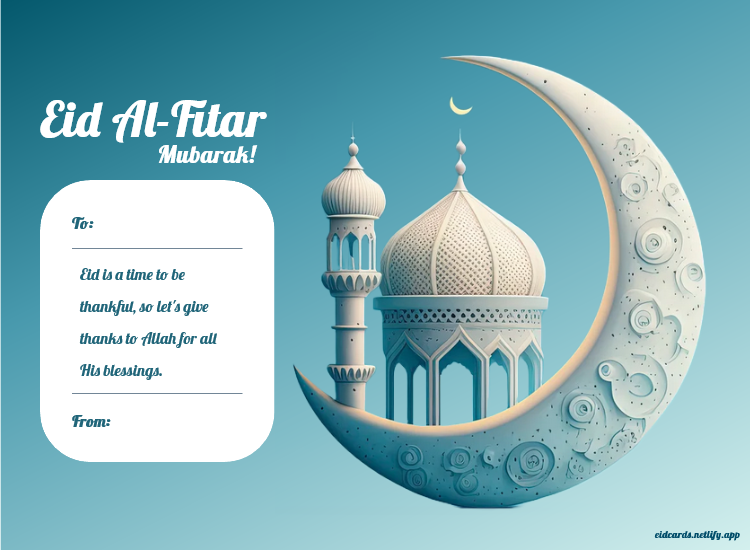 Eid Al-Fitar
Mubarak!
To:
Eid is a time to be
thankful, so let's give
thanks to Allah for all
His blessings.
From:
eidcards.netlify.app